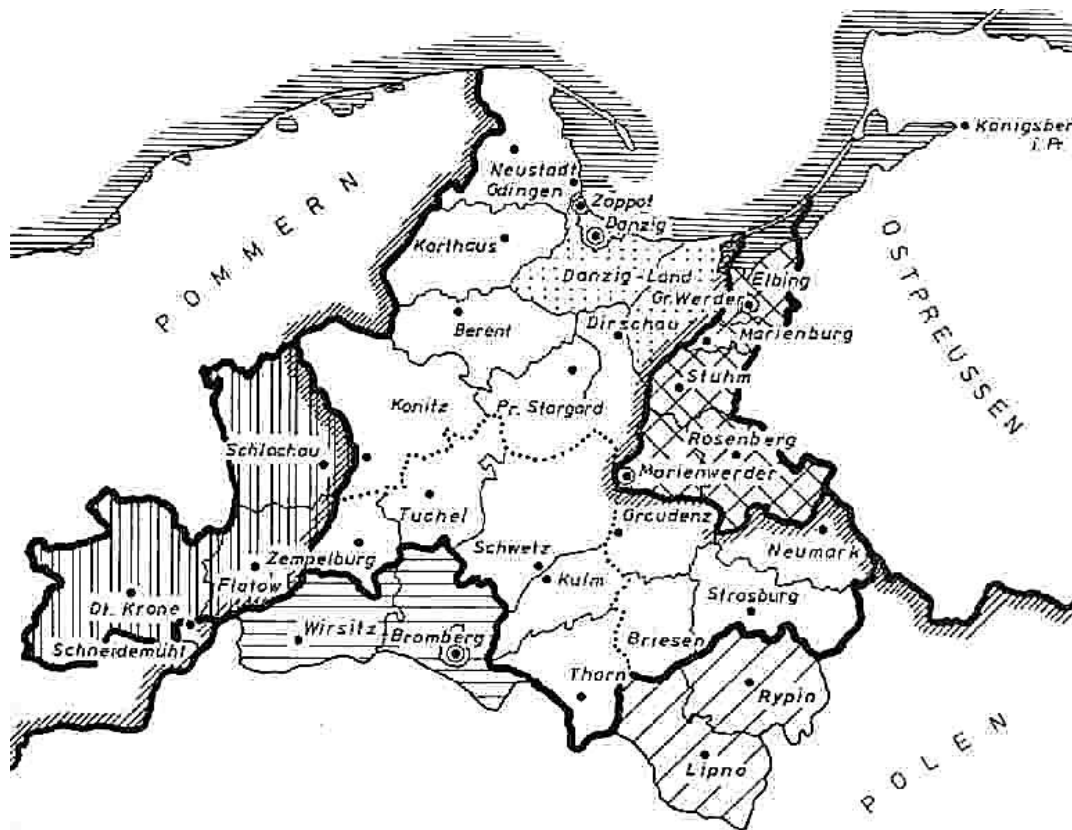 Königsberg
i. Pr.
Neustadt
Gdingen
Zoppot
Danzig
POMMERN
OSTPREUSSEN
Karthaus
Danzig-Land
Elbing
Gr. Werder
Berent
Dirschau
Marienburg
Stuhm
Konitz
Pr. Stargard
Schlochau
Rosenberg
Marienwerder
Tuchel
Graudenz
Zempelburg
Schwetz
Neumark
Flatow
Kulm
Dt. Krone
Strasburg
Wirsitz
Bromberg
Briesen
Schneidemühl
Thorn
Rypin
Lipno
POLEN